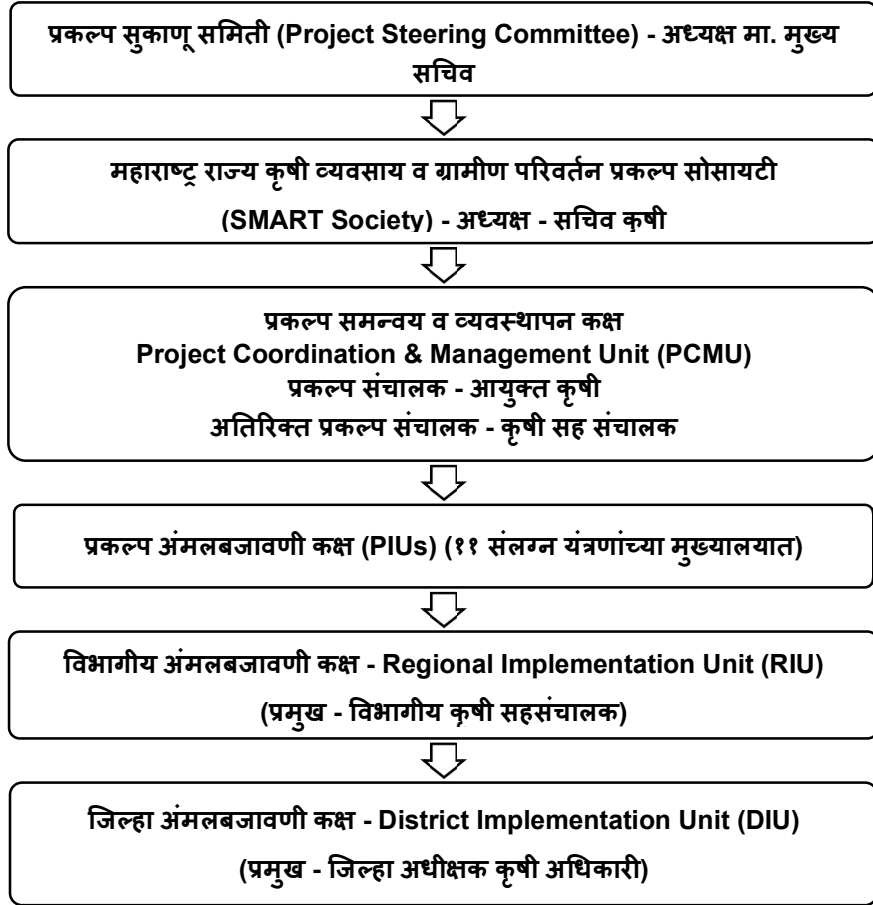 प्रकल्प सुकाणू समिती (Project Steering Committee) - अध्यक्ष मा. मुख्य
सचिव
महाराष्ट्र राज्य कृषी व्यवसाय व ग्रामीण परिवर्तन प्रकल्प सोसायटी
(SMART Society) - अध्यक्ष - सचिव कृषी
प्रकल्प समन्वय व व्यवस्थापन कक्ष
Project Coordination & Management Unit (PCMU)
प्रकल्प संचालक - आयुक्त कृषी
अतिरिक्त प्रकल्प संचालक - कृषी सह संचालक
प्रकल्प अंमलबजावणी कक्ष (PIUs) (११ संलग्न यंत्रणांच्या मुख्यालयात)
विभागीय अंमलबजावणी कक्ष - Regional Implementation Unit (RIU)
(प्रमुख - विभागीय कृषी सहसंचालक)
जिल्हा अंमलबजावणी कक्ष - District Implementation Unit (DIU)
(प्रमुख - जिल्हा अधीक्षक कृषी अधिकारी)